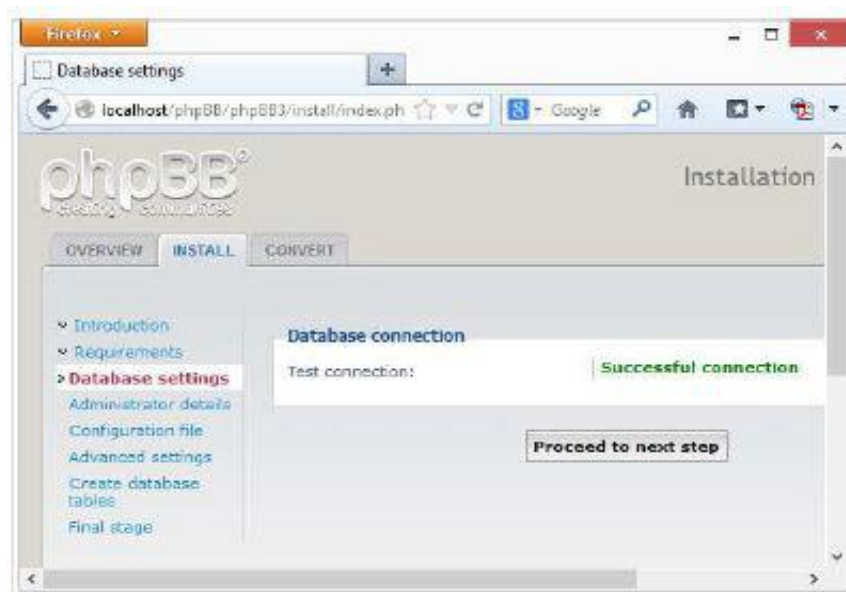 Firefox
Database settings
localhost/phpBB/phpBB3/install/index.ph
Google
phpBB®
creating communities
Installation
OVERVIEW INSTALL CONVERT
Introduction
Requirements
Database settings
Administrator details
Configuration file
Advanced settings
Create database
tables
Final stage
Database connection
Test connection: Successful connection
Proceed to next step